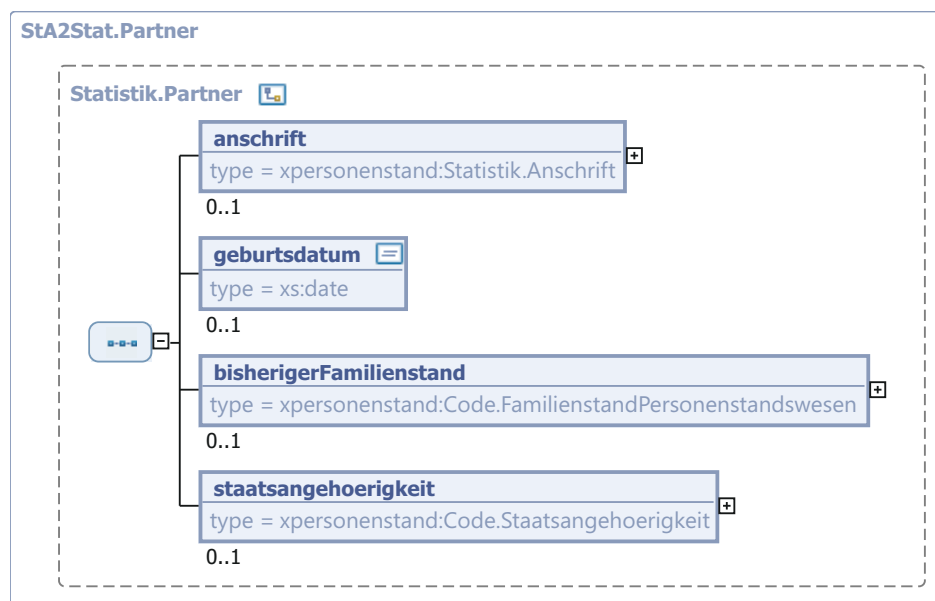 StA2Stat.Partner
Statistik.Partner
anschrift
type = xpersonenstand:Statistik.Anschrift
0..1
geburtsdatum
type = xs:date
0..1
bisherigerFamilienstand
type = xpersonenstand:Code.FamilienstandPersonenstandswesen
0..1
staatsangehoerigkeit
type = xpersonenstand:Code.Staatsangehoerigkeit
0..1